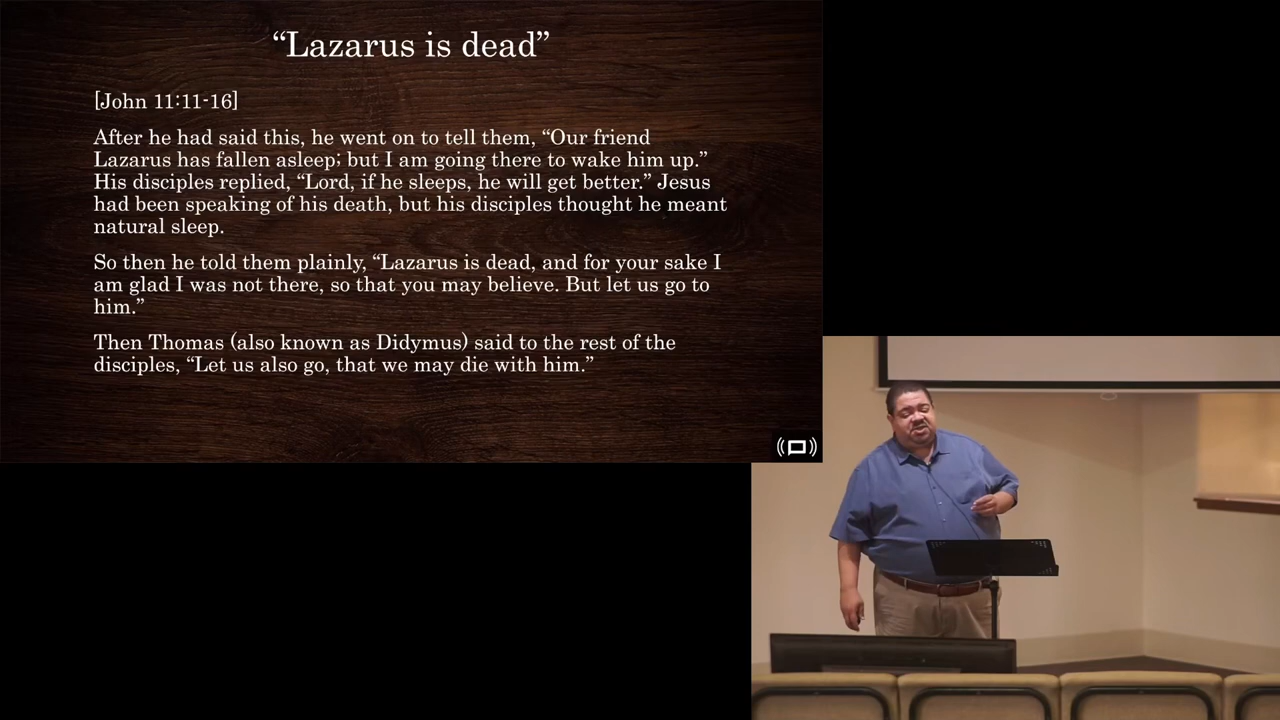 “Lazarus is dead”
[John 11:11-16]
After he had said this, he went on to tell them, “Our friend
Lazarus has fallen asleep; but I am going there to wake him up.”
His disciples replied, “Lord, if he sleeps, he will get better.” Jesus
had been speaking of his death, but his disciples thought he meant
natural sleep.
So then he told them plainly, “Lazarus is dead, and for your sake I
am glad I was not there, so that you may believe. But let us go to
him.”
Then Thomas (also known as Didymus) said to the rest of the
disciples, “Let us also go, that we may die with him.”